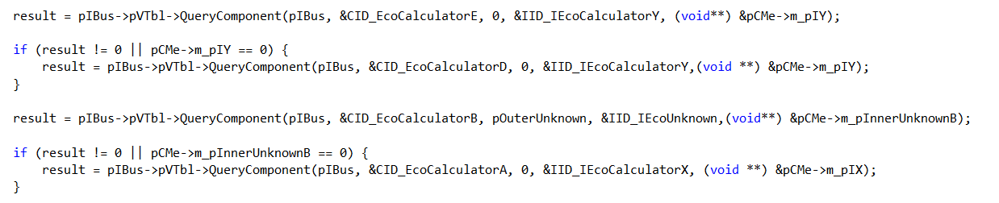 result = pIBus->pVTbl->QueryComponent(pIBus, &CID_EcoCalculatorE, 0, &IID_IEcoCalculatorY, (void**) &pCMe->m_pIY);
if (result != 0 || pCMe->m_pIY == 0) {
result = pIBus->pVTbl->QueryComponent(pIBus, &CID_EcoCalculatorD, 0, &IID_IEcoCalculatorY,(void **) &pCMe->m_pIY);
}
result = pIBus->pVTbl->QueryComponent(pIBus, &CID_EcoCalculatorB, pOuterUnknown, &IID_IEcoUnknown,(void**) &pCMe->m_pInnerUnknownB);
if (result != 0 || pCMe->m_pInnerUnknownB == 0) {
result = pIBus->pVTbl->QueryComponent(pIBus, &CID_EcoCalculatorA, 0, &IID_IEcoCalculatorX, (void **) &pCMe->m_pIX);
}